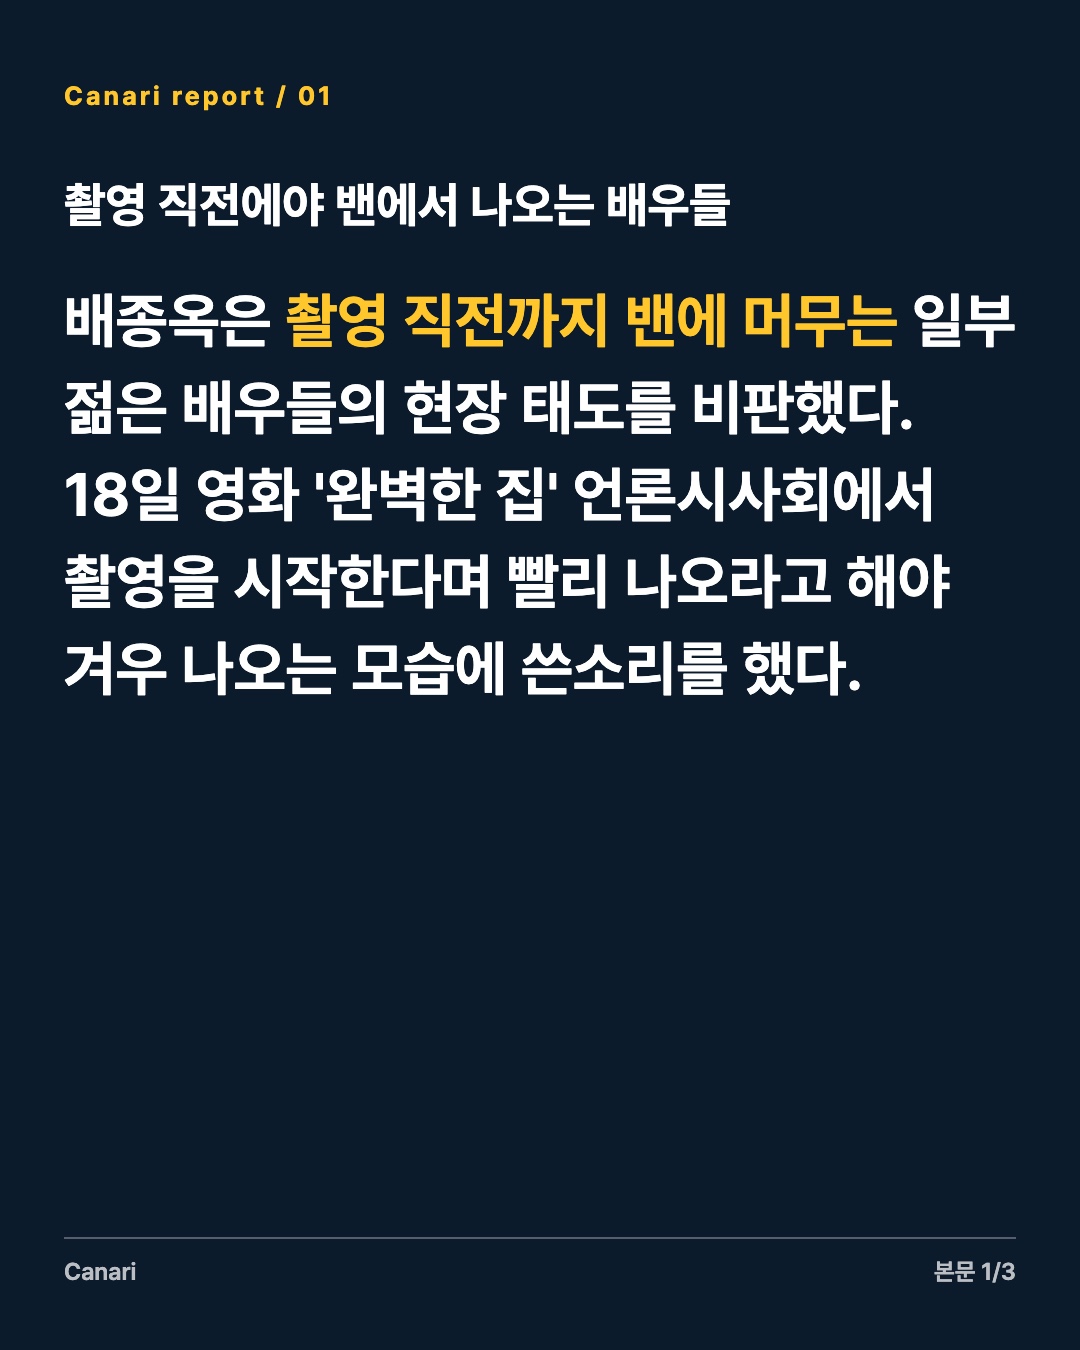 Canari report / 01
촬영 직전에야 밴에서 나오는 배우들
배종옥은 촬영 직전까지 밴에 머무는 일부
젊은 배우들의 현장 태도를 비판했다.
18일 영화 '완벽한 집' 언론시사회에서
촬영을 시작한다며 빨리 나오라고 해야
겨우 나오는 모습에 쓴소리를 했다.
Canari
본문 1/3